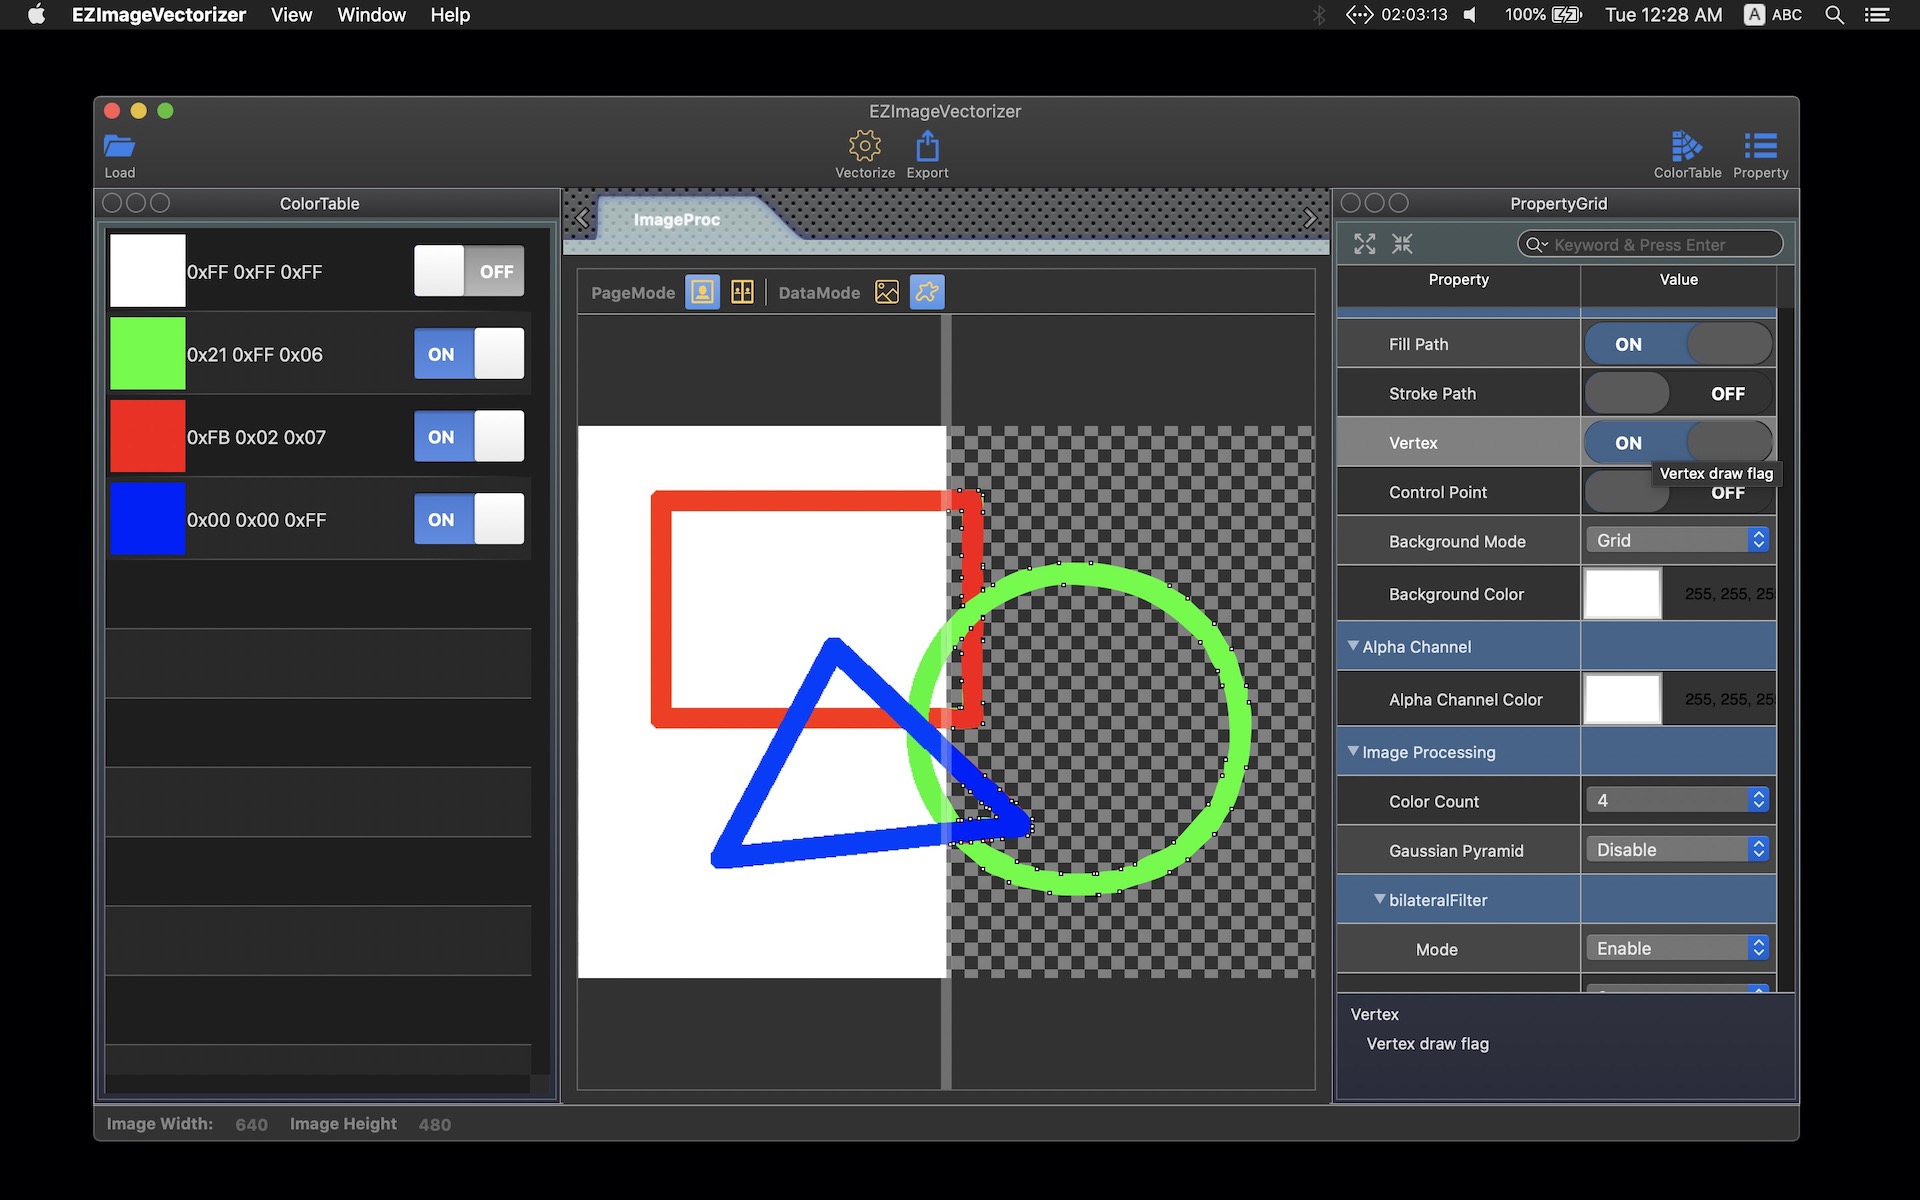 EZImageVectorizer View Window Help 02:03:13 100% Tue 12:28 AM A ABC
EZImageVectorizer
Load Vectorize Export ColorTable Property
ColorTable
0xFF 0xFF 0xFF OFF
0x21 0xFF 0x06 ON
0xFB 0x02 0x07 ON
0x00 0x00 0xFF ON
ImageProc
PageMode DataMode
PropertyGrid
Keyword & Press Enter
Property Value
Fill Path ON
Stroke Path OFF
Vertex ON
Vertex draw flag
Control Point OFF
Background Mode Grid
Background Color 255, 255, 25
Alpha Channel
Alpha Channel Color 255, 255, 25
Image Processing
Color Count 4
Gaussian Pyramid Disable
bilateralFilter
Mode Enable
Vertex
Vertex draw flag
Image Width: 640 Image Height 480